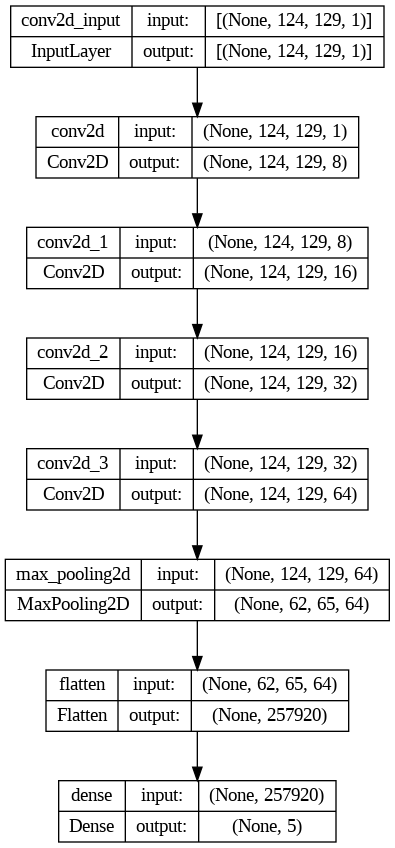 conv2d_input input: [(None, 124, 129, 1)]
InputLayer output: [(None, 124, 129, 1)]
conv2d input: (None, 124, 129, 1)
Conv2D output: (None, 124, 129, 8)
conv2d_1 input: (None, 124, 129, 8)
Conv2D output: (None, 124, 129, 16)
conv2d_2 input: (None, 124, 129, 16)
Conv2D output: (None, 124, 129, 32)
conv2d_3 input: (None, 124, 129, 32)
Conv2D output: (None, 124, 129, 64)
max_pooling2d input: (None, 124, 129, 64)
MaxPooling2D output: (None, 62, 65, 64)
flatten input: (None, 62, 65, 64)
Flatten output: (None, 257920)
dense input: (None, 257920)
Dense output: (None, 5)